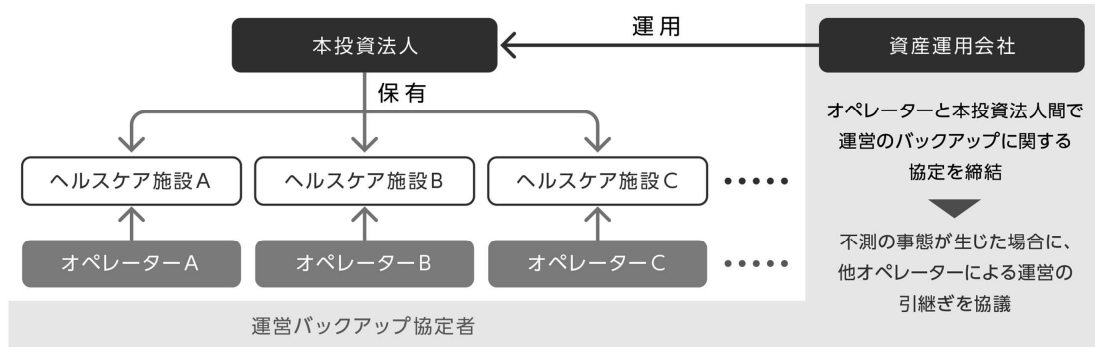 本投資法人
運用
資産運用会社
保有
ヘルスケア施設A
ヘルスケア施設B
ヘルスケア施設C
•••••
オペレーターA
オペレーターB
オペレーターC
•••••
オペレーターと本投資法人間で
運営のバックアップに関する
協定を締結
不測の事態が生じた場合に、
他オペレーターによる運営の
引継ぎを協議
運営バックアップ協定者